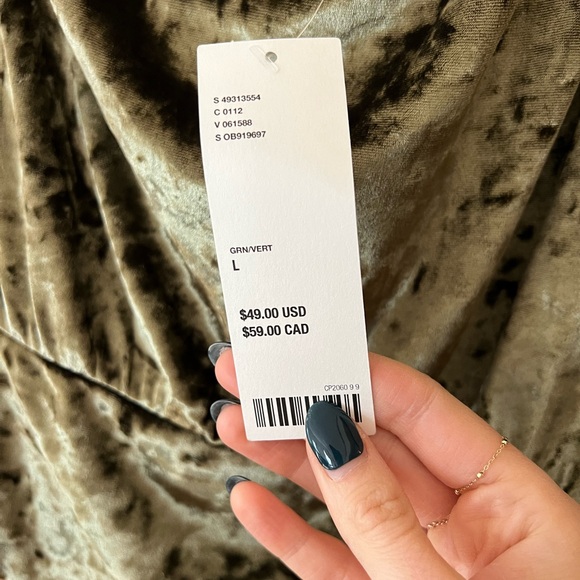 S 49313554
C 0112
V 061588
S OB919697
GRN/VERT
L
$49.00 USD
$59.00 CAD
CP2060 9 9